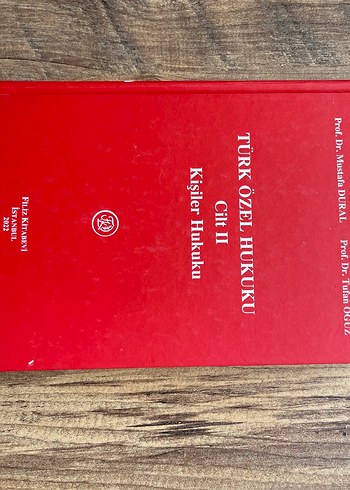 Prof. Dr. Mustafa DURAL Prof. Dr. Tufan ÖĞÜZ
TÜRK ÖZEL HUKUKU
Cilt II
Kişiler Hukuku
FİLİZ KİTABEVİ
İSTANBUL
2022